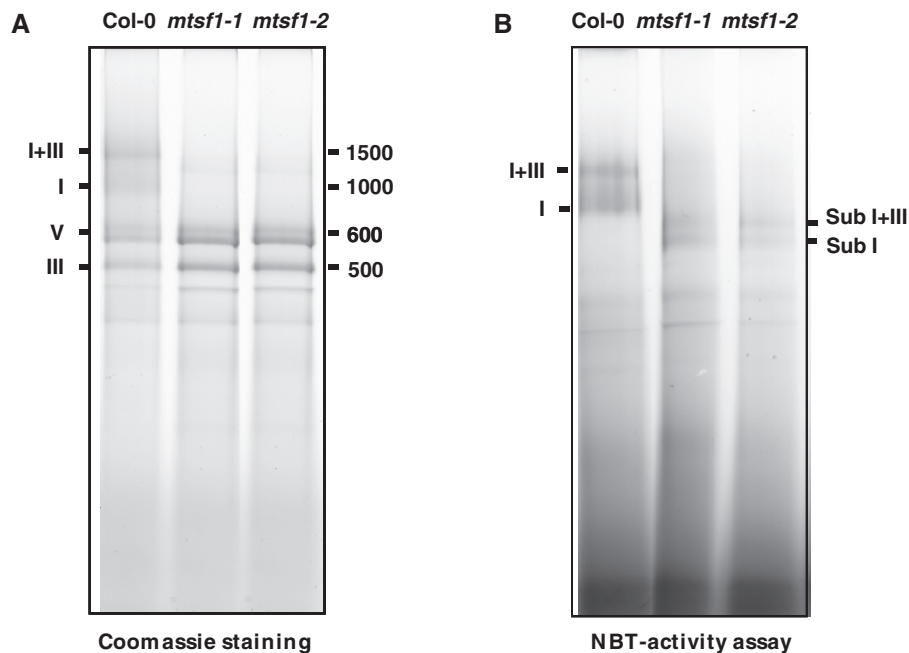 A
Col-0 mtsf1-1 mtsf1-2
I+III
I
V
III
1500
1000
600
500
Coomassie staining
B
Col-0 mtsf1-1 mtsf1-2
I+III
I
Sub I+III
Sub I
NBT-activity assay